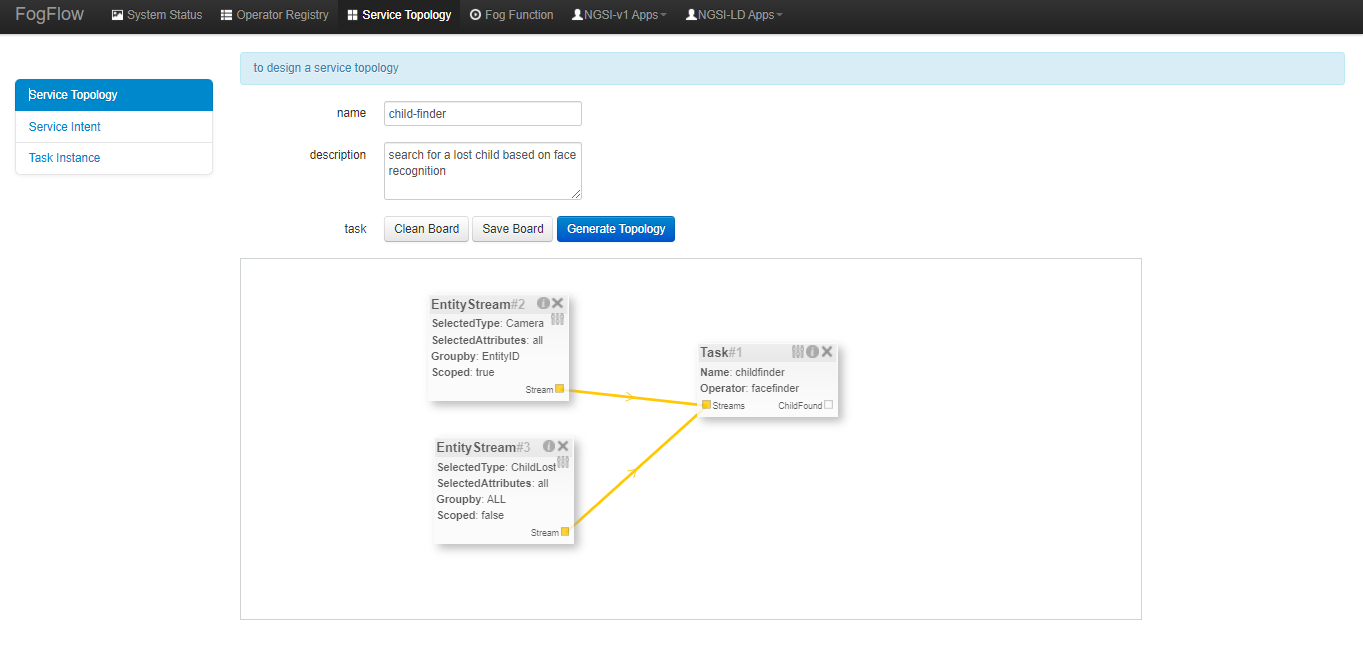 FogFlow System Status Operator Registry Service Topology Fog Function NGSI-v1 Apps NGSI-LD Apps
Service Topology
Service Intent
Task Instance
to design a service topology
name child-finder
description search for a lost child based on face
recognition
task Clean Board Save Board Generate Topology
EntityStream#2
SelectedType: Camera
SelectedAttributes: all
Groupby: EntityID
Scoped: true
Stream
Task#1
Name: childfinder
Operator: facefinder
Streams ChildFound
EntityStream#3
SelectedType: ChildLost
SelectedAttributes: all
Groupby: ALL
Scoped: false
Stream